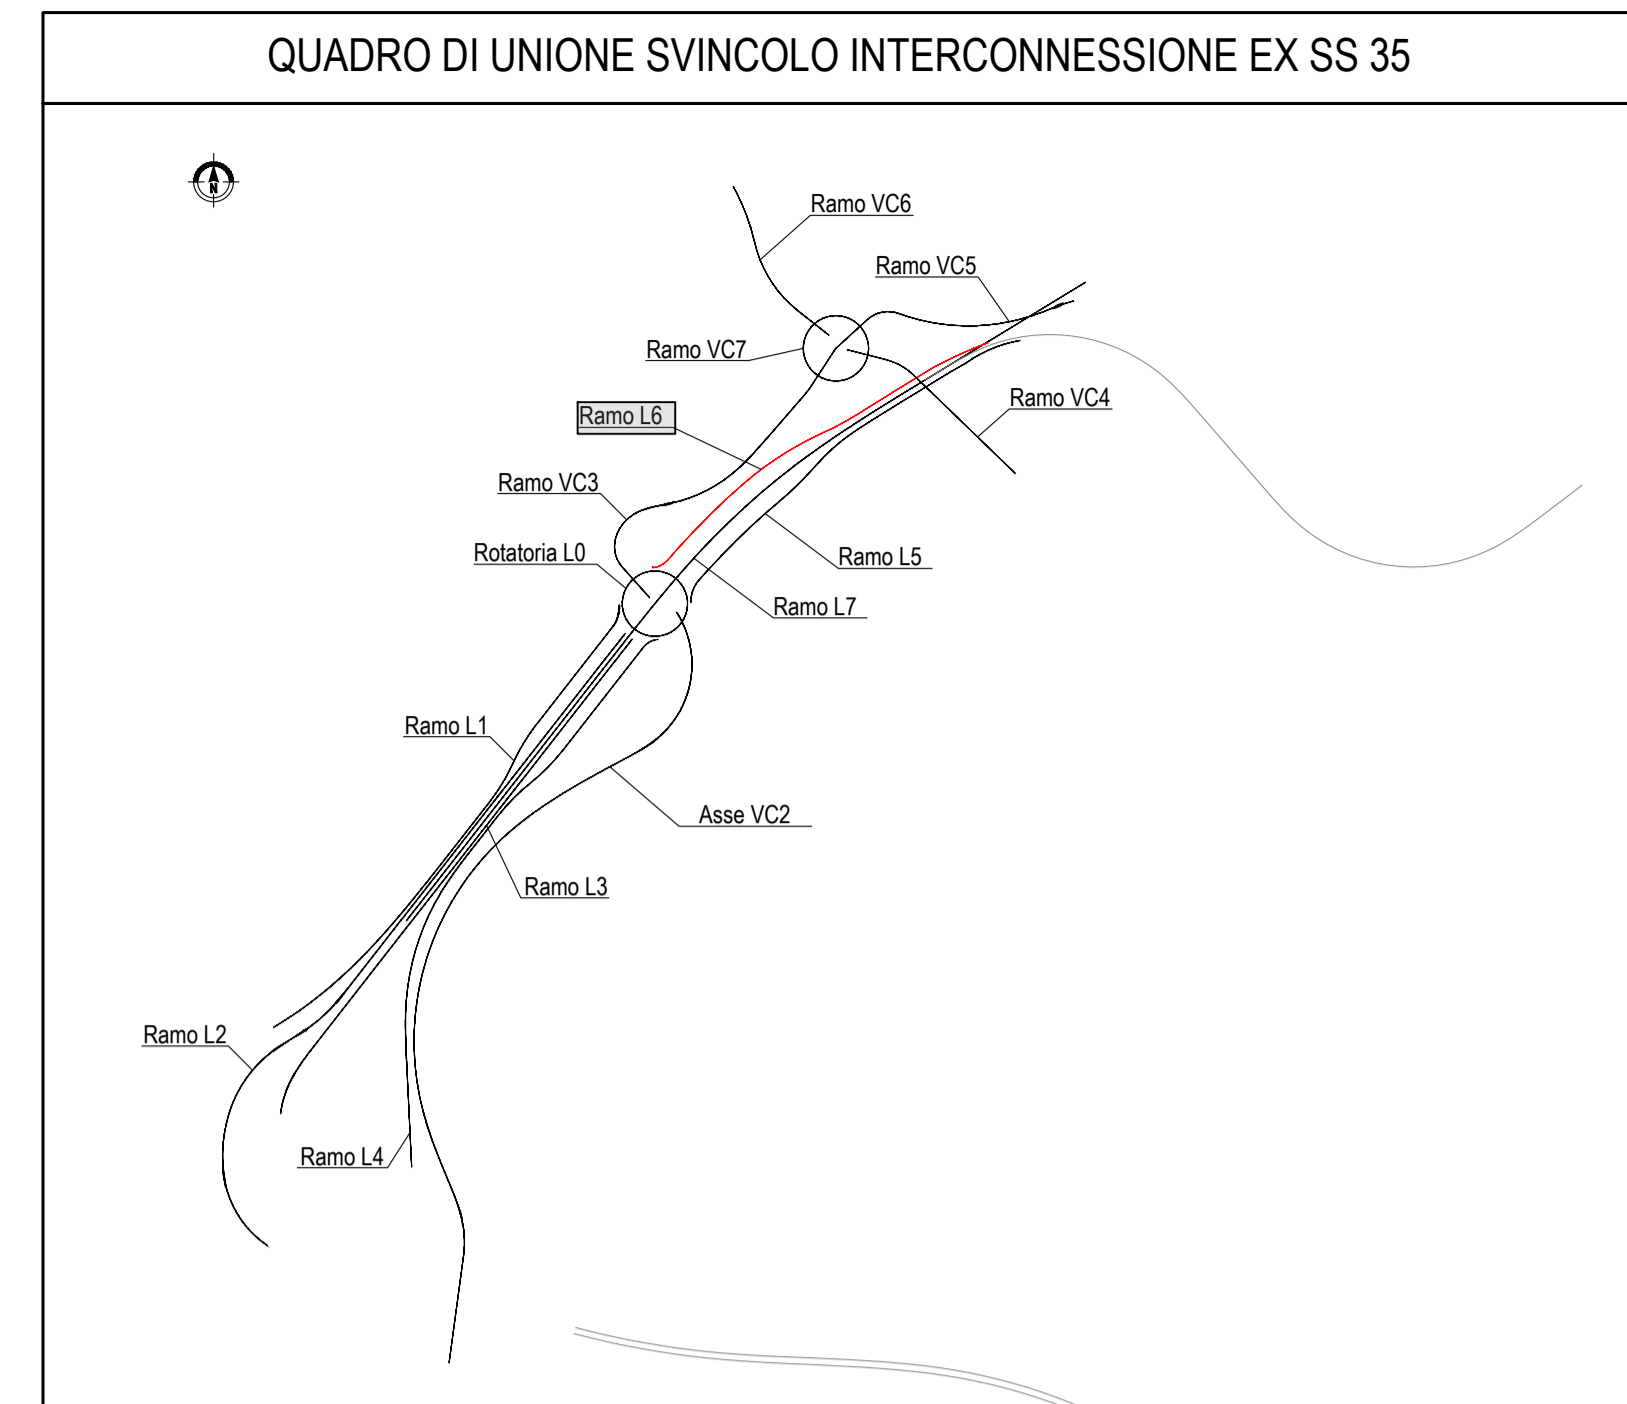 QUADRO DI UNIONE SVINCOLO INTERCONNESSIONE EX SS 35
N
Ramo VC6
Ramo VC5
Ramo VC7
Ramo VC4
Ramo L6
Ramo VC3
Rotatoria L0
Ramo L5
Ramo L7
Ramo L1
Asse VC2
Ramo L3
Ramo L2
Ramo L4